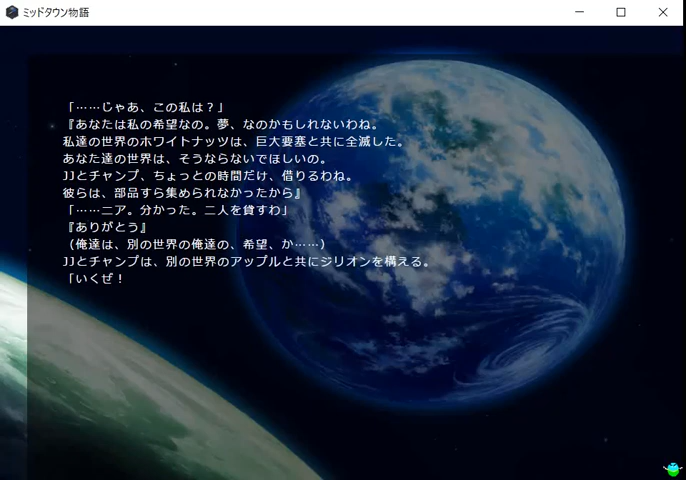 ミッドタウン物語
「……じゃあ、この私は？」
『あなたは私の希望なの。夢、なのかもしれないわね。
私達の世界のホワイトナッツは、巨大要塞と共に全滅した。
あなた達の世界は、そうならないでほしいの。
JJとチャンプ、ちょっとの時間だけ、借りるわね。
彼らは、部品すら集められなかったから』
「……ニア。分かった。二人を貸すわ」
『ありがとう』
（俺達は、別の世界の俺達の、希望、か……）
JJとチャンプは、別の世界のアップルと共にジリオンを構える。
「いくぜ！